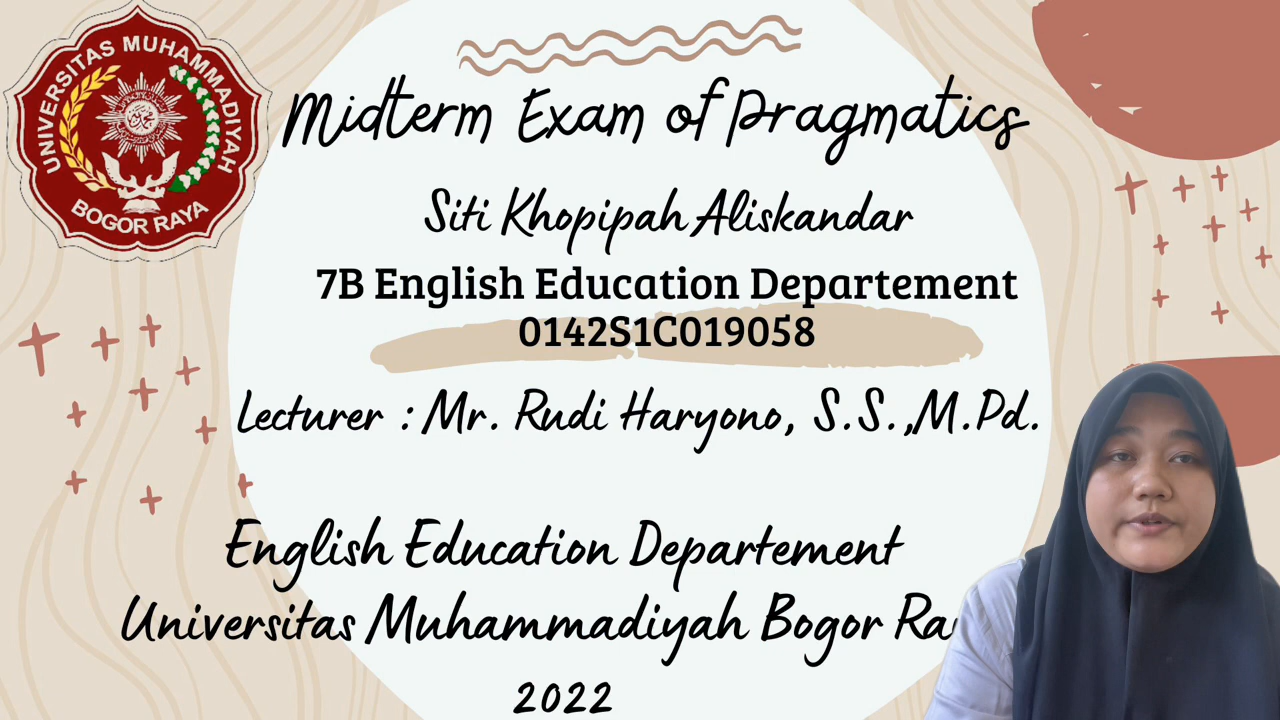 UNIVERSITAS MUHAMMADIYAH
BOGOR RAYA
Midterm Exam of Pragmatics
Siti Khopipah Aliskandar
7B English Education Departement
0142S1C019058
Lecturer : Mr. Rudi Haryono, S.S.,M.Pd.
English Education Departement
Universitas Muhammadiyah Bogor
2022